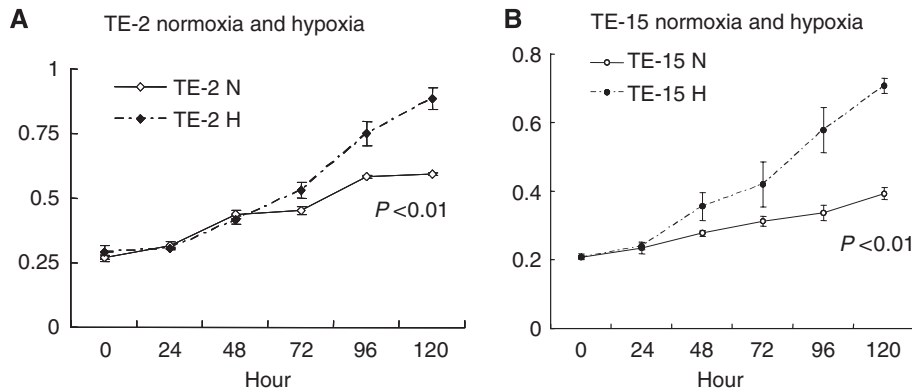 A
TE-2 normoxia and hypoxia
1
0.75
0.5
0.25
0
TE-2 N
TE-2 H
P<0.01
0 24 48 72 96 120
Hour
B
TE-15 normoxia and hypoxia
0.8
0.6
0.4
0.2
0
TE-15 N
TE-15 H
P<0.01
0 24 48 72 96 120
Hour